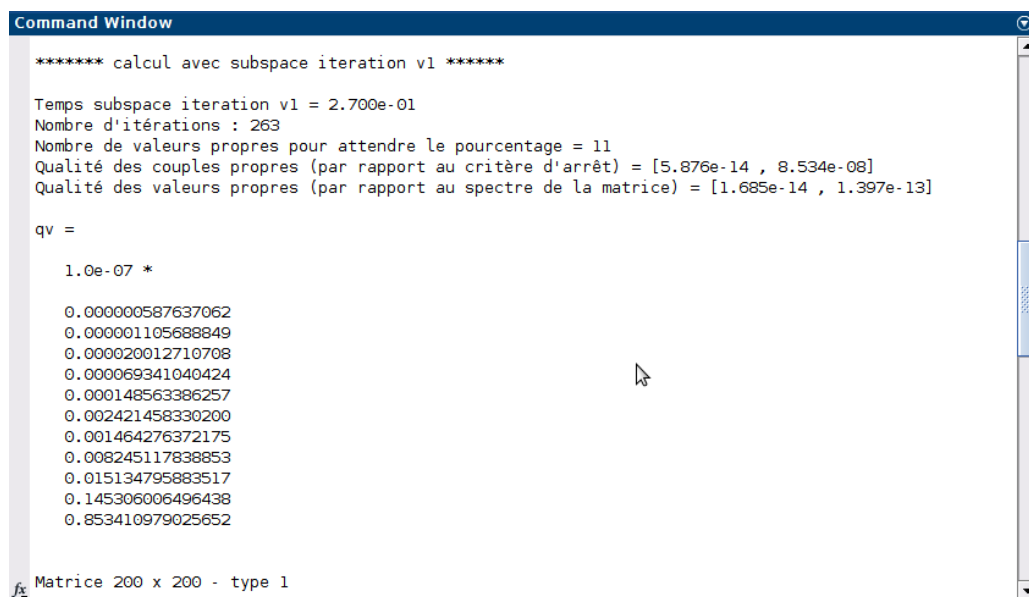 Command Window
******* calcul avec subspace iteration v1 ******
Temps subspace iteration v1 = 2.700e-01
Nombre d'itérations : 263
Nombre de valeurs propres pour attendre le pourcentage = 11
Qualité des couples propres (par rapport au critère d'arrêt) = [5.876e-14 , 8.534e-08]
Qualité des valeurs propres (par rapport au spectre de la matrice) = [1.685e-14 , 1.397e-13]
qv =
1.0e-07 *
0.000000587637062
0.000001105688849
0.000020012710708
0.000069341040424
0.000148563386257
0.002421458330200
0.001464276372175
0.008245117838853
0.015134795883517
0.145306006496438
0.853410979025652
fx Matrice 200 x 200 - type 1